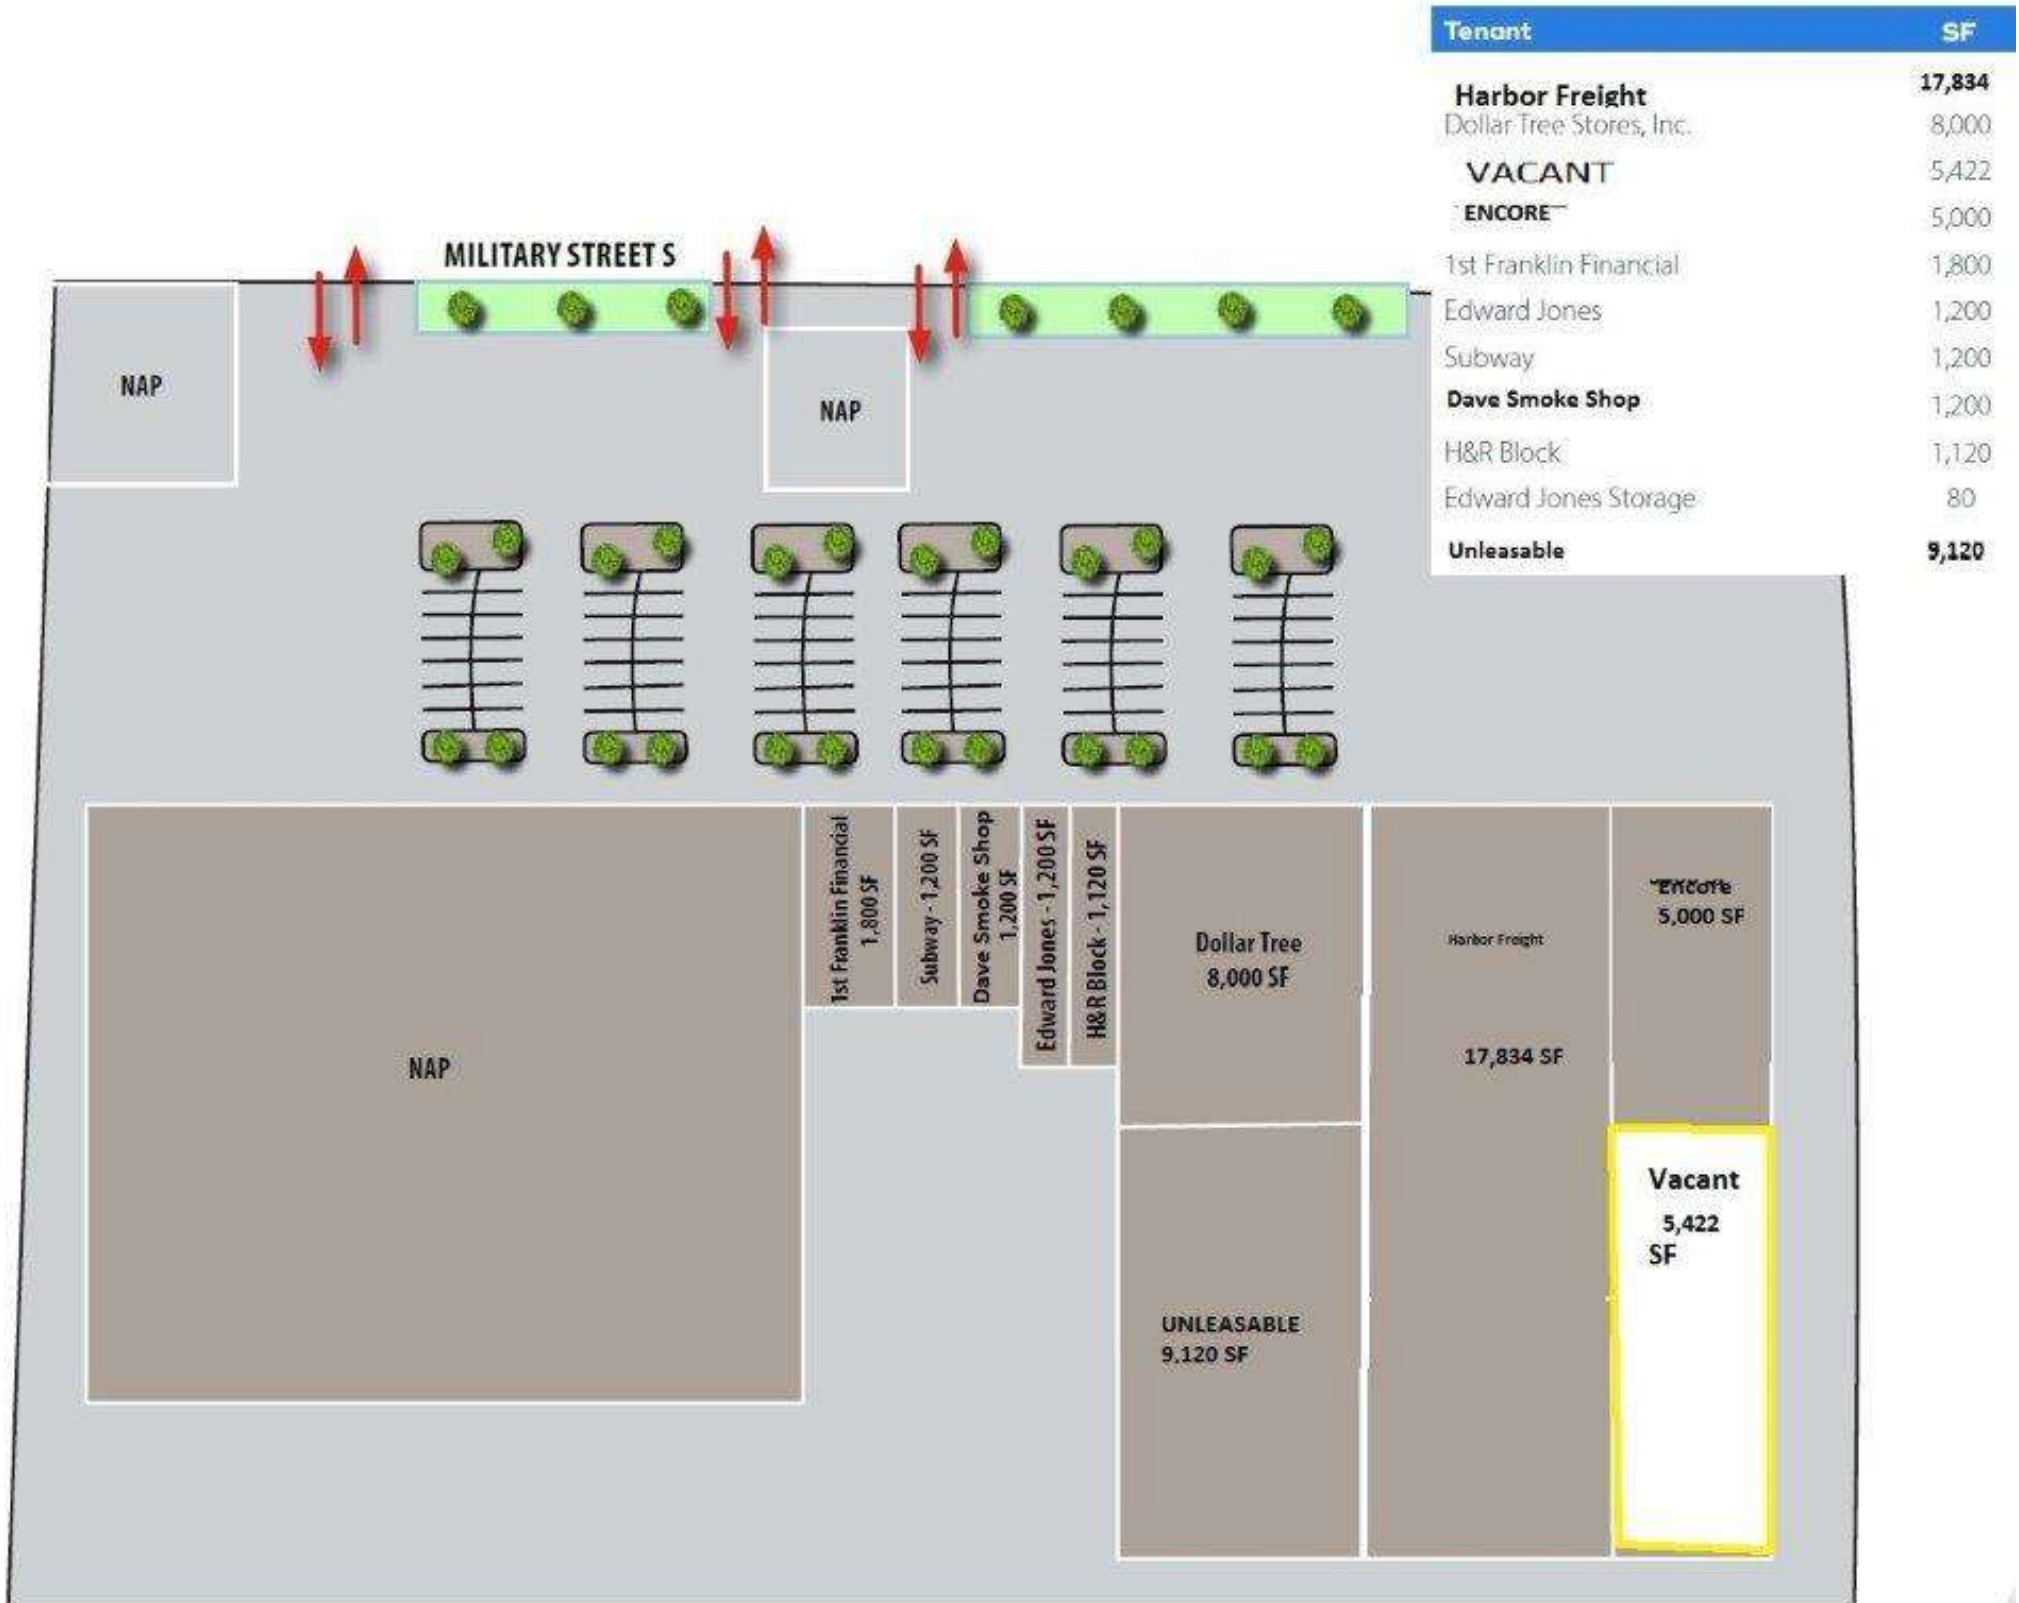 Tenant SF
Harbor Freight 17,834
Dollar Tree Stores, Inc. 8,000
VACANT 5,422
ENCORE 5,000
1st Franklin Financial 1,800
Edward Jones 1,200
Subway 1,200
Dave Smoke Shop 1,200
H&R Block 1,120
Edward Jones Storage 80
Unleasable 9,120
MILITARY STREET S
NAP
NAP
NAP
1st Franklin Financial
1,800 SF
Subway - 1,200 SF
Dave Smoke Shop
1,200 SF
Edward Jones - 1,200 SF
H&R Block - 1,120 SF
Dollar Tree
8,000 SF
Harbor Freight
17,834 SF
Encore
5,000 SF
Vacant
5,422
SF
UNLEASABLE
9,120 SF